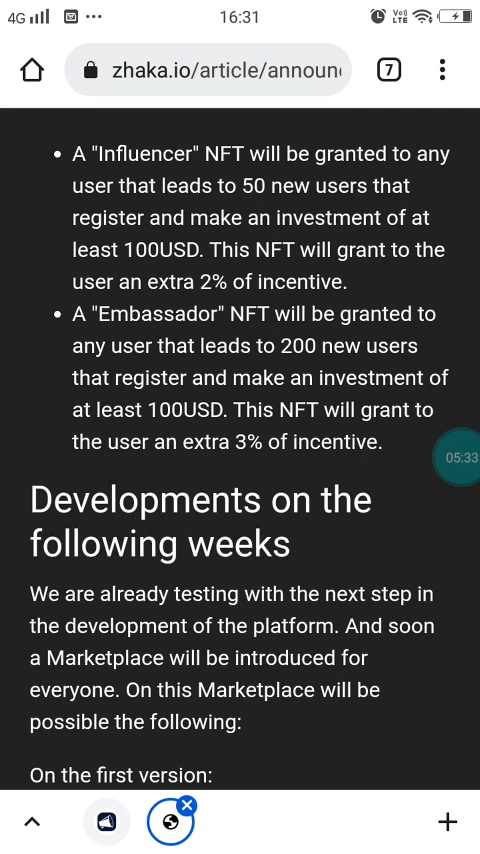 4G 16:31 Vo) LTE
zhaka.io/article/announ 7
• A "Influencer" NFT will be granted to any
user that leads to 50 new users that
register and make an investment of at
least 100USD. This NFT will grant to the
user an extra 2% of incentive.
• A "Embassador" NFT will be granted to
any user that leads to 200 new users
that register and make an investment of
at least 100USD. This NFT will grant to
the user an extra 3% of incentive.
05:33
Developments on the
following weeks
We are already testing with the next step in
the development of the platform. And soon
a Marketplace will be introduced for
everyone. On this Marketplace will be
possible the following:
On the first version: